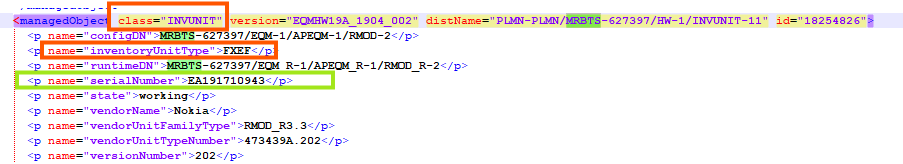 <managedObject class="INVUNIT" version="EQMHW19A_1904_002" distName="PLMN-PLMN/MRBTS-627397/HW-1/INVUNIT-11" id="18254826">
<p name="configDN">MRBTS-627397/EQM-1/APEQM-1/RMOD-2</p>
<p name="inventoryUnitType">FXEF</p>
<p name="runtimeDN">MRBTS-627397/EQM_R-1/APEQM_R-1/RMOD_R-2</p>
<p name="serialNumber">EA191710943</p>
<p name="state">working</p>
<p name="vendorName">Nokia</p>
<p name="vendorUnitFamilyType">RMOD_R3.3</p>
<p name="vendorUnitTypeNumber">473439A.202</p>
<p name="versionNumber">202</p>